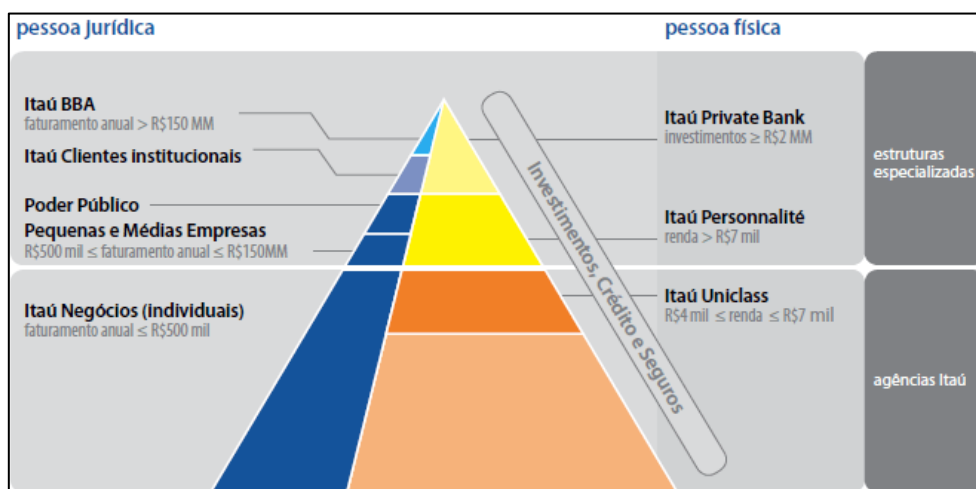 pessoa jurídica
pessoa física
Itaú BBA
faturamento anual > R$150 MM
Itaú Clientes institucionais
Poder Público
Pequenas e Médias Empresas
R$500 mil ≤ faturamento anual ≤ R$150MM
Itaú Negócios (individuais)
faturamento anual ≤ R$500 mil
Investimentos, Crédito e Seguros
Itaú Private Bank
investimentos ≥ R$2 MM
Itaú Personnalité
renda > R$7 mil
Itaú Uniclass
R$4 mil ≤ renda ≤ R$7 mil
estruturas
especializadas
agências Itaú